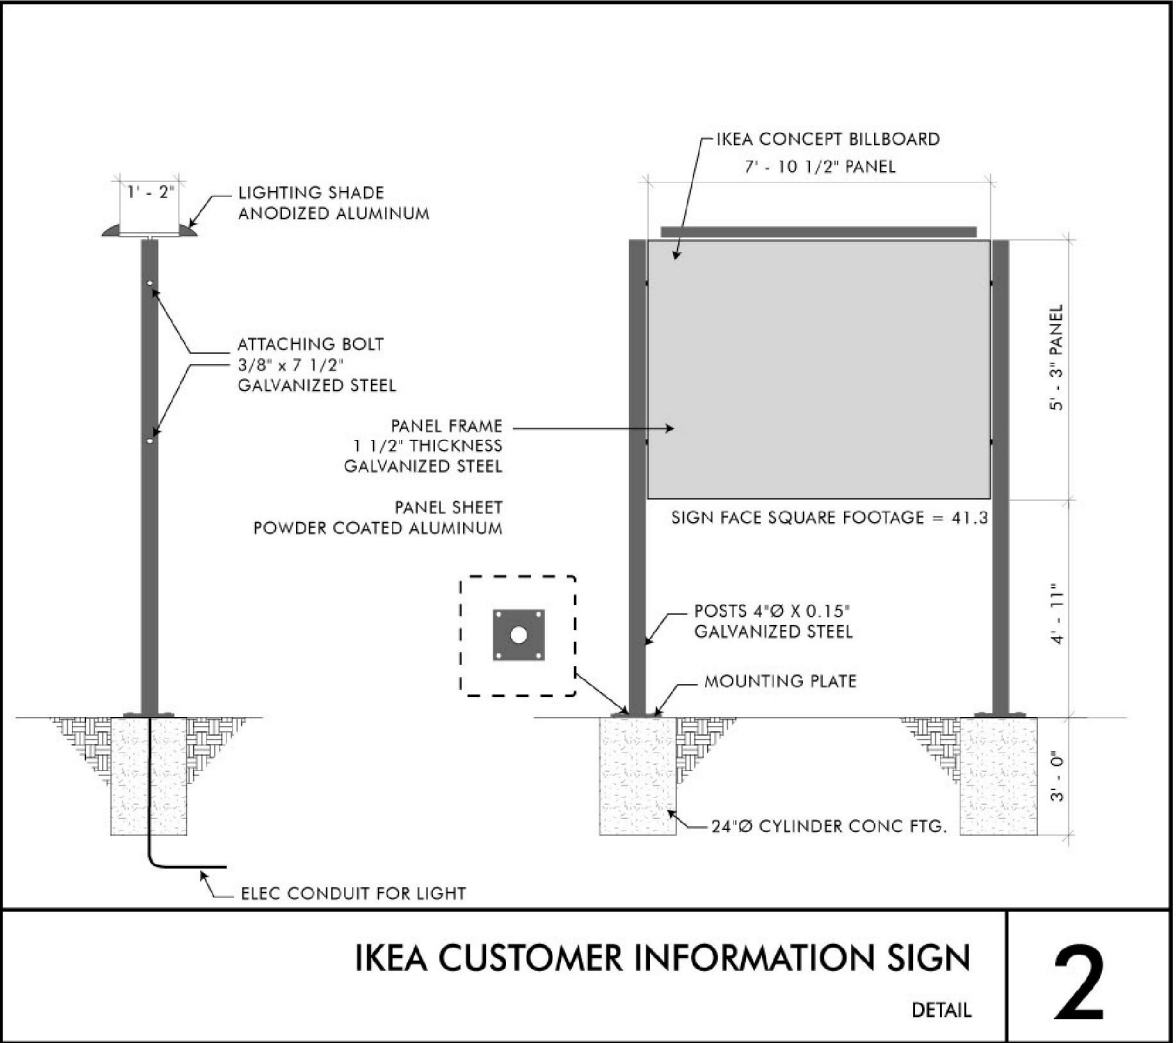 IKEA CONCEPT BILLBOARD
7' - 10 1/2" PANEL
1' - 2"
LIGHTING SHADE
ANODIZED ALUMINUM
ATTACHING BOLT
3/8" x 7 1/2"
GALVANIZED STEEL
5' - 3" PANEL
PANEL FRAME
1 1/2" THICKNESS
GALVANIZED STEEL
PANEL SHEET
POWDER COATED ALUMINUM
SIGN FACE SQUARE FOOTAGE = 41.3
4' - 11"
POSTS 4"Ø X 0.15"
GALVANIZED STEEL
MOUNTING PLATE
3' - 0"
24"Ø CYLINDER CONC FTG.
ELEC CONDUIT FOR LIGHT
IKEA CUSTOMER INFORMATION SIGN
DETAIL
2